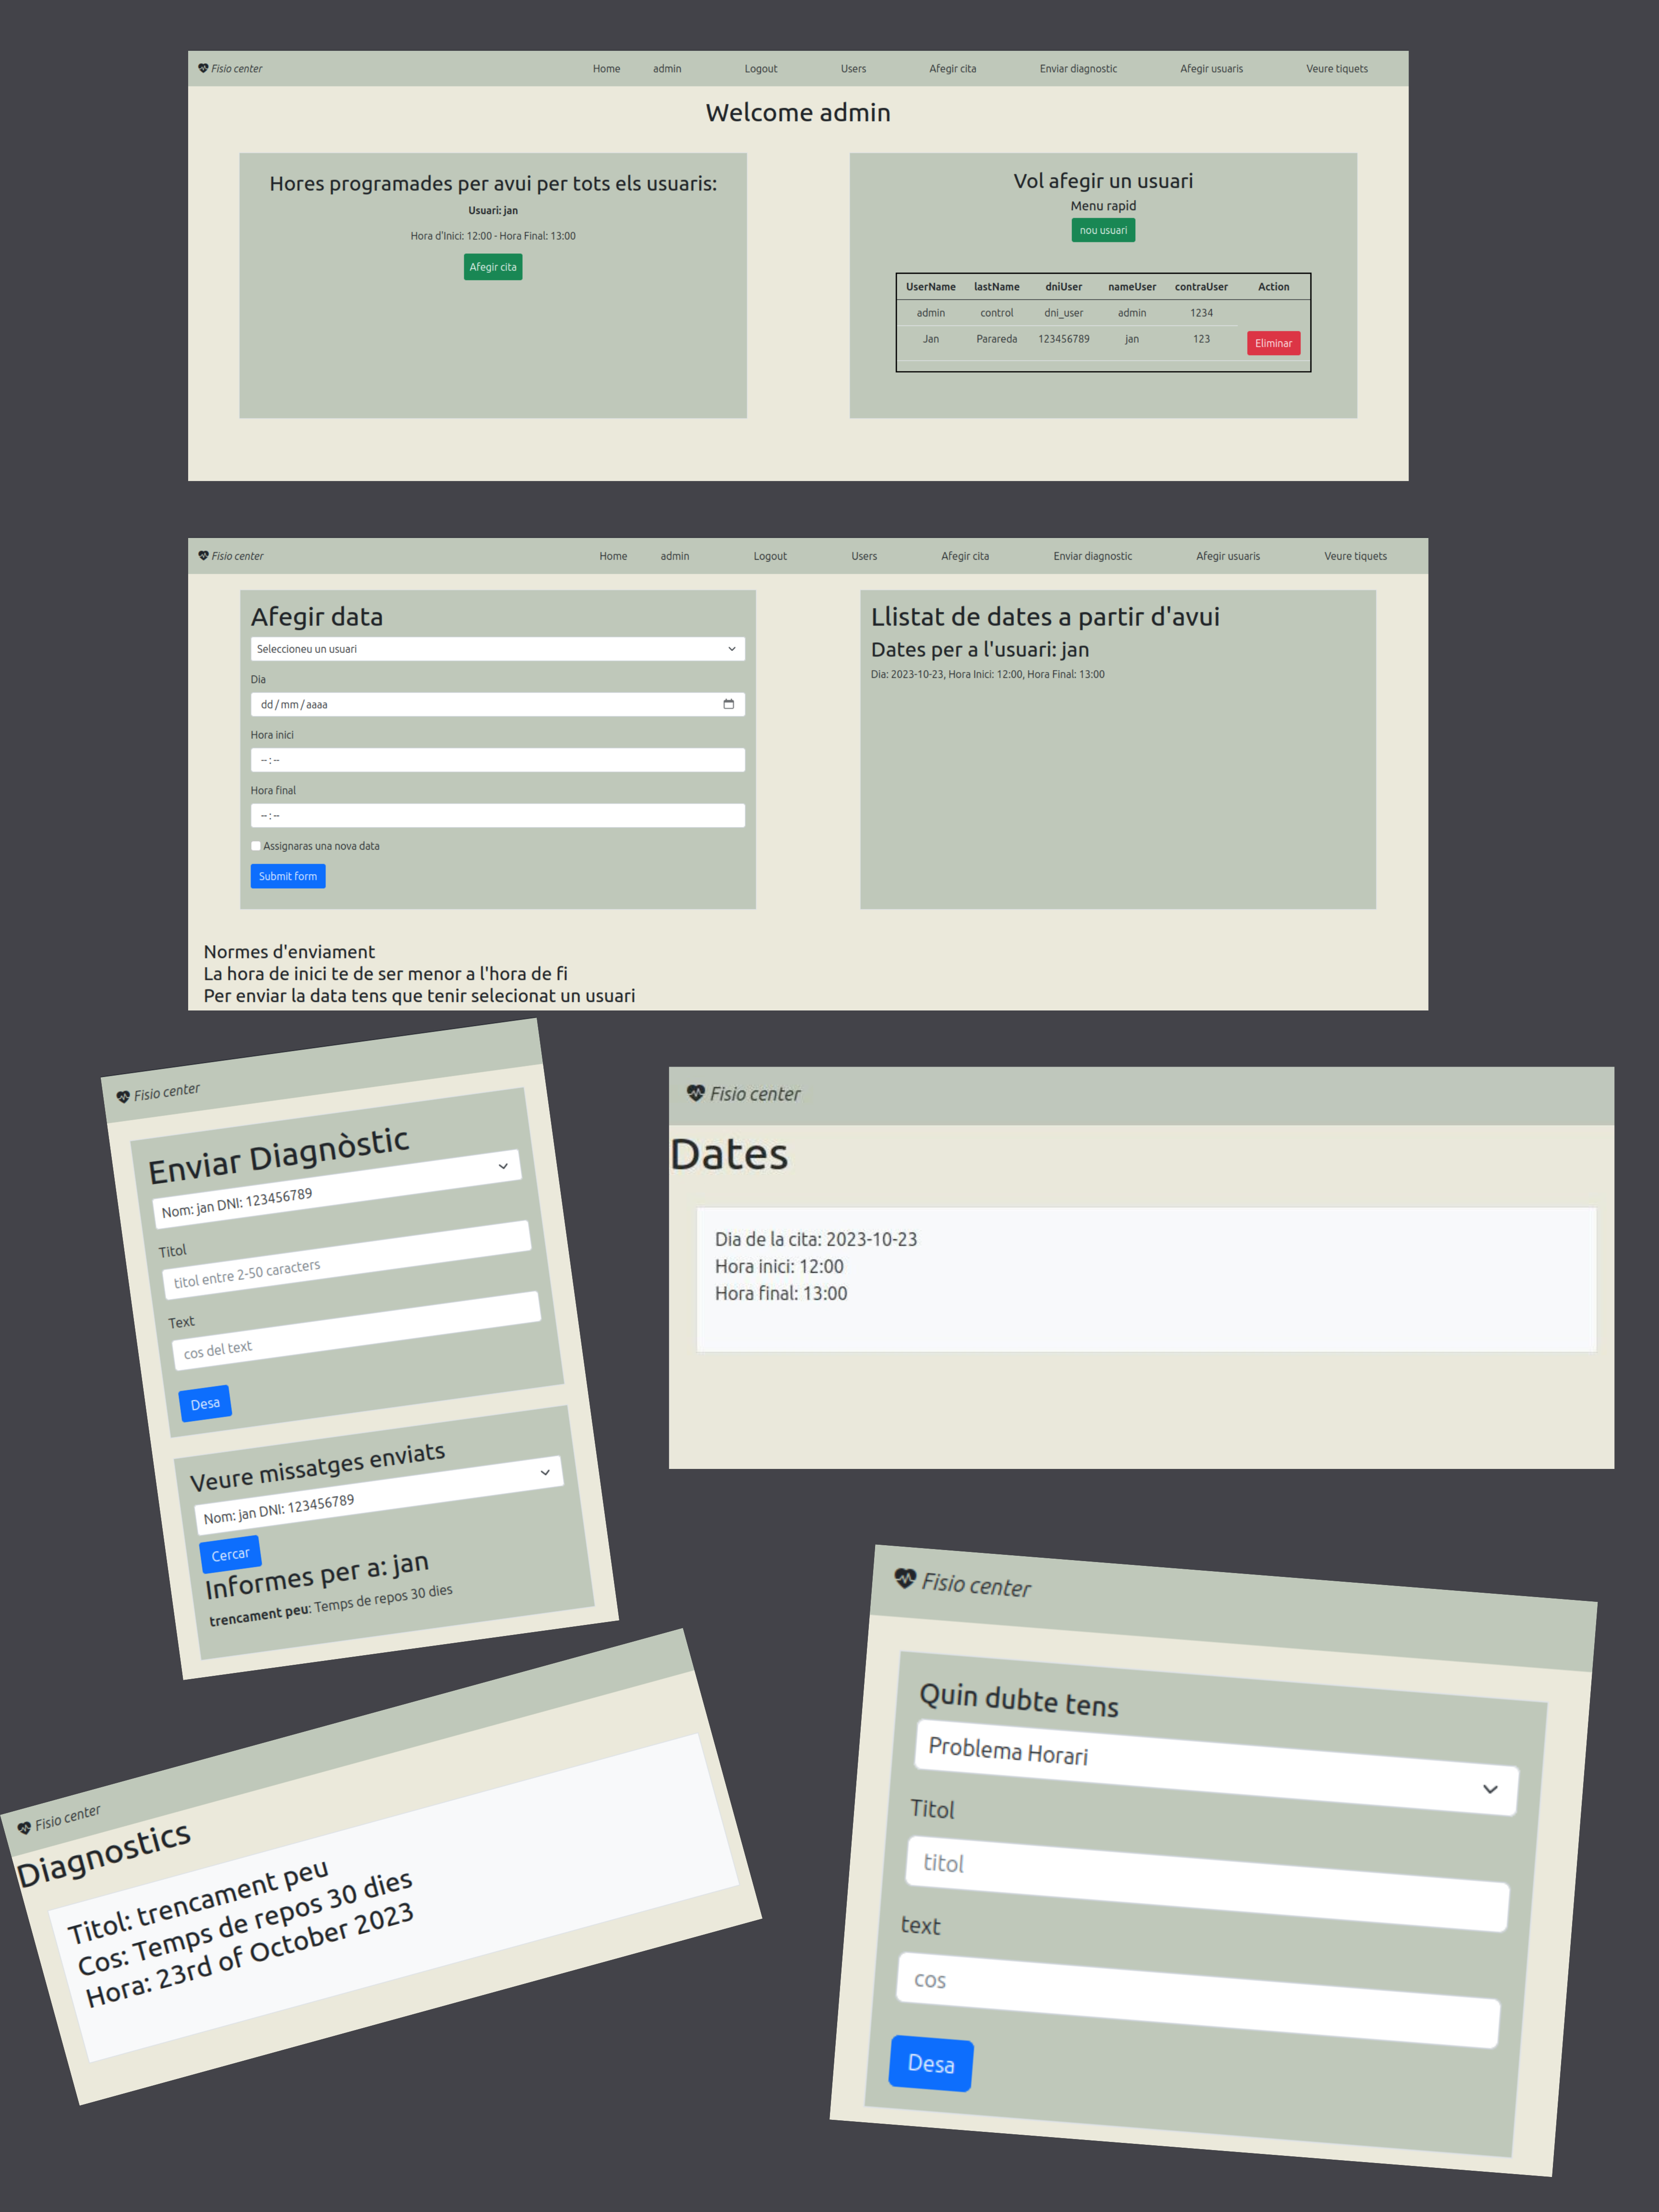 Fisio center Home admin Logout Users Afegir cita Enviar diagnostic Afegir usuaris Veure tiquets
Welcome admin
Hores programades per avui per tots els usuaris:
Usuari: jan
Hora d'Inici: 12:00 - Hora Final: 13:00
Afegir cita
Vol afegir un usuari
Menu rapid
nou usuari
UserName lastName dniUser nameUser contraUser Action
admin control dni_user admin 1234
Jan Parareda 123456789 jan 123 Eliminar
Fisio center Home admin Logout Users Afegir cita Enviar diagnostic Afegir usuaris Veure tiquets
Afegir data
Seleccioneu un usuari
Dia
dd/mm/aaaa
Hora inici
--:--
Hora final
--:--
Assignaras una nova data
Submit form
Llistat de dates a partir d'avui
Dates per a l'usuari: jan
Dia: 2023-10-23, Hora Inici: 12:00, Hora Final: 13:00
Normes d'enviament
La hora de inici te de ser menor a l'hora de fi
Per enviar la data tens que tenir selecionat un usuari
Fisio center
Enviar Diagnòstic
Nom: jan DNI: 123456789
Titol
titol entre 2-50 caracters
Text
cos del text
Desa
Veure missatges enviats
Nom: jan DNI: 123456789
Cercar
Informes per a: jan
trencament peu: Temps de repos 30 dies
Fisio center
Dates
Dia de la cita: 2023-10-23
Hora inici: 12:00
Hora final: 13:00
Fisio center
Diagnostics
Titol: trencament peu
Cos: Temps de repos 30 dies
Hora: 23rd of October 2023
Fisio center
Quin dubte tens
Problema Horari
Titol
titol
text
cos
Desa